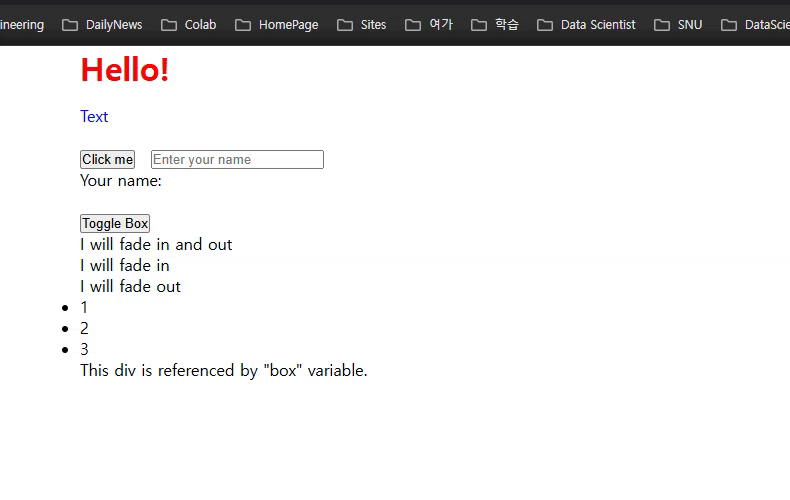 ineering DailyNews Colab HomePage Sites 여가 학습 Data Scientist SNU DataScie
Hello!
Text
Click me Enter your name
Your name:
Toggle Box
I will fade in and out
I will fade in
I will fade out
1
2
3
This div is referenced by "box" variable.